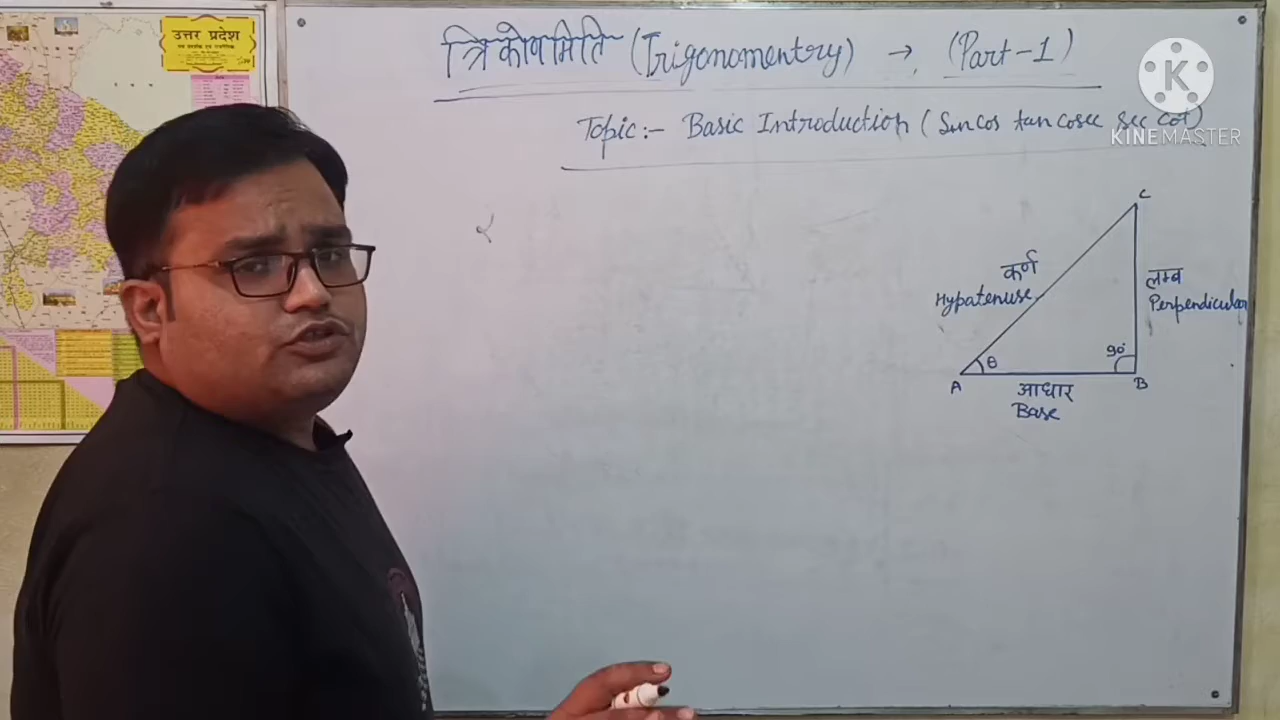 उत्तर प्रदेश
त्रिकोणमिति (Trigonomentry) → (Part-1)
Topic:- Basic Introduction (Sin cos tan cosec sec cot)
K
KINEMASTER
C
कर्ण
Hypatenuse
लम्ब
Perpendicular
θ
90°
A
आधार
B
Base